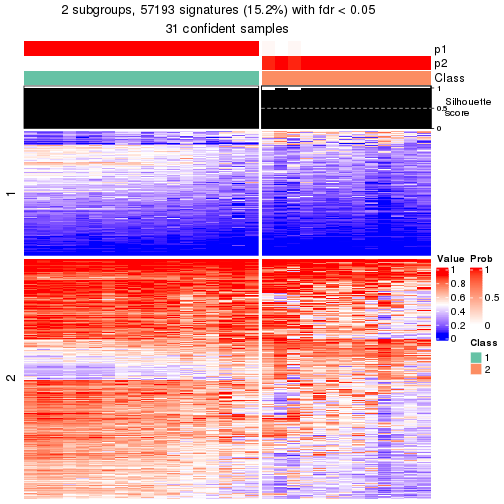 2 subgroups, 57193 signatures (15.2%) with fdr < 0.05
31 confident samples
p1
p2
Class
1
0.5
0
Silhouette
score
1
2
Value
1
0.8
0.6
0.4
0.2
0
Prob
1
0.5
0
Class
1
2